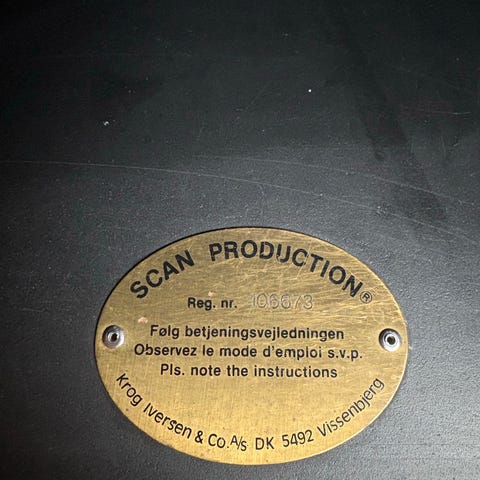 SCAN PRODUCTION®
Reg. nr. 106673
Følg betjeningsvejledningen
Observez le mode d'emploi s.v.p.
Pls. note the instructions
Krog Iversen & Co. A/s DK 5492 Vissenbjerg